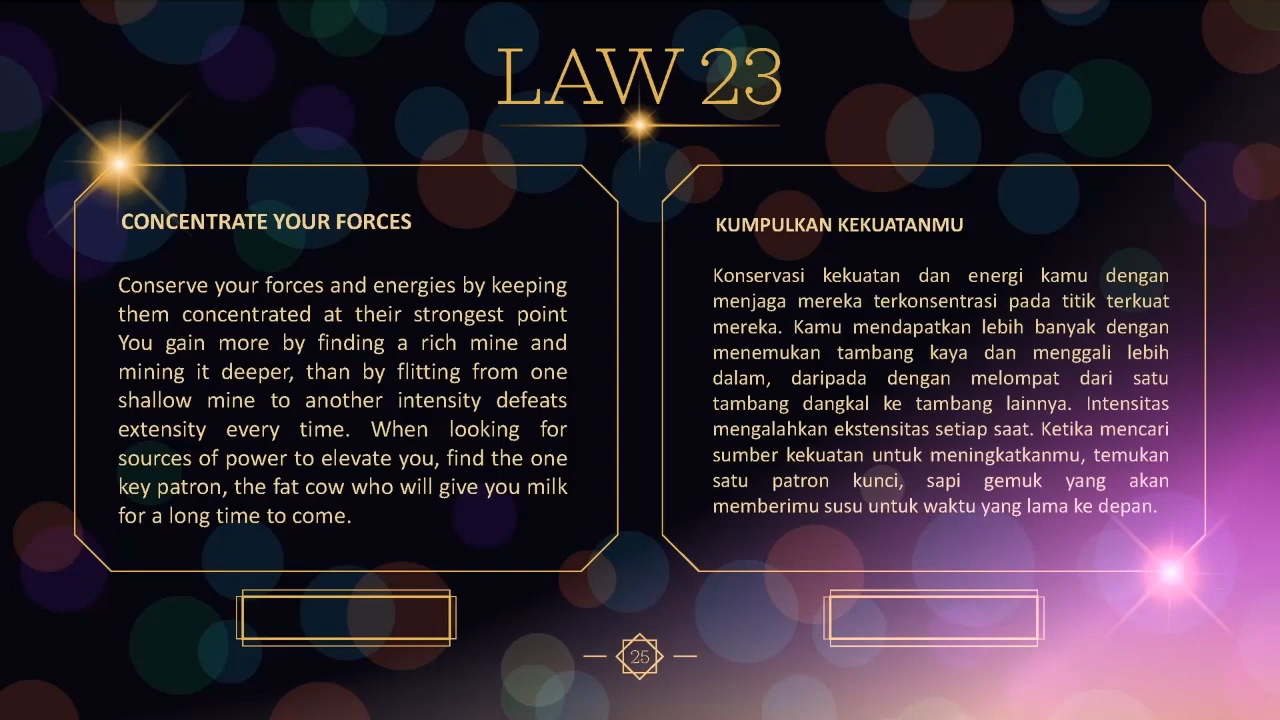 LAW 23
CONCENTRATE YOUR FORCES
Conserve your forces and energies by keeping
them concentrated at their strongest point
You gain more by finding a rich mine and
mining it deeper, than by flitting from one
shallow mine to another intensity defeats
extensity every time. When looking for
sources of power to elevate you, find the one
key patron, the fat cow who will give you milk
for a long time to come.
KUMPULKAN KEKUATANMU
Konservasi kekuatan dan energi kamu dengan
menjaga mereka terkonsentrasi pada titik terkuat
mereka. Kamu mendapatkan lebih banyak dengan
menemukan tambang kaya dan menggali lebih
dalam, daripada dengan melompat dari satu
tambang dangkal ke tambang lainnya. Intensitas
mengalahkan ekstensitas setiap saat. Ketika mencari
sumber kekuatan untuk meningkatkanmu, temukan
satu patron kunci, sapi gemuk yang akan
memberimu susu untuk waktu yang lama ke depan.
25